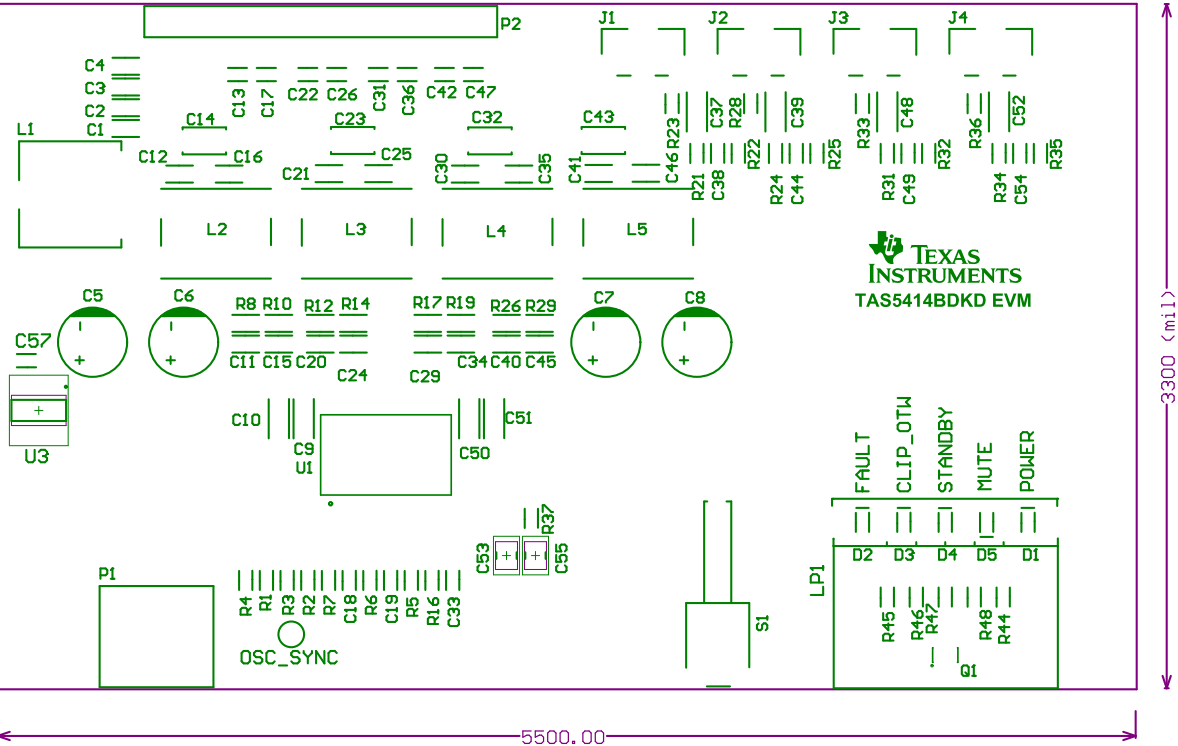 P2
J1 J2 J3 J4
C4
C3
C2
C1
L1
C13 C17 C22 C26 C31 C36 C42 C47
C14 C23 C32 C43
C12 C16 C21 C25 C30 C35 C41 C46
R23 C37 R28 C39 R33 C48 R36 C52
R21 C38 R22 R24 C44 R25 R31 C49 R32 R34 C54 R35
L2 L3 L4 L5
TEXAS
INSTRUMENTS
TAS5414BDKD EVM
C5 C6 C7 C8
R8 R10 R12 R14 R17 R19 R26 R29
C11 C15 C20 C24 C29 C34 C40 C45
C57
U3
C10 C9 C50 C51
U1
3300 (mil)
FAULT CLIP_OTW STANDBY MUTE POWER
R37
C53 C55
D2 D3 D4 D5 D1
P1
LP1
R4 R1 R3 R2 R7 C18 R6 C19 R5 R16 C33
OSC_SYNC
S1
R45 R46 R47 R48 R44
Q1
5500.00